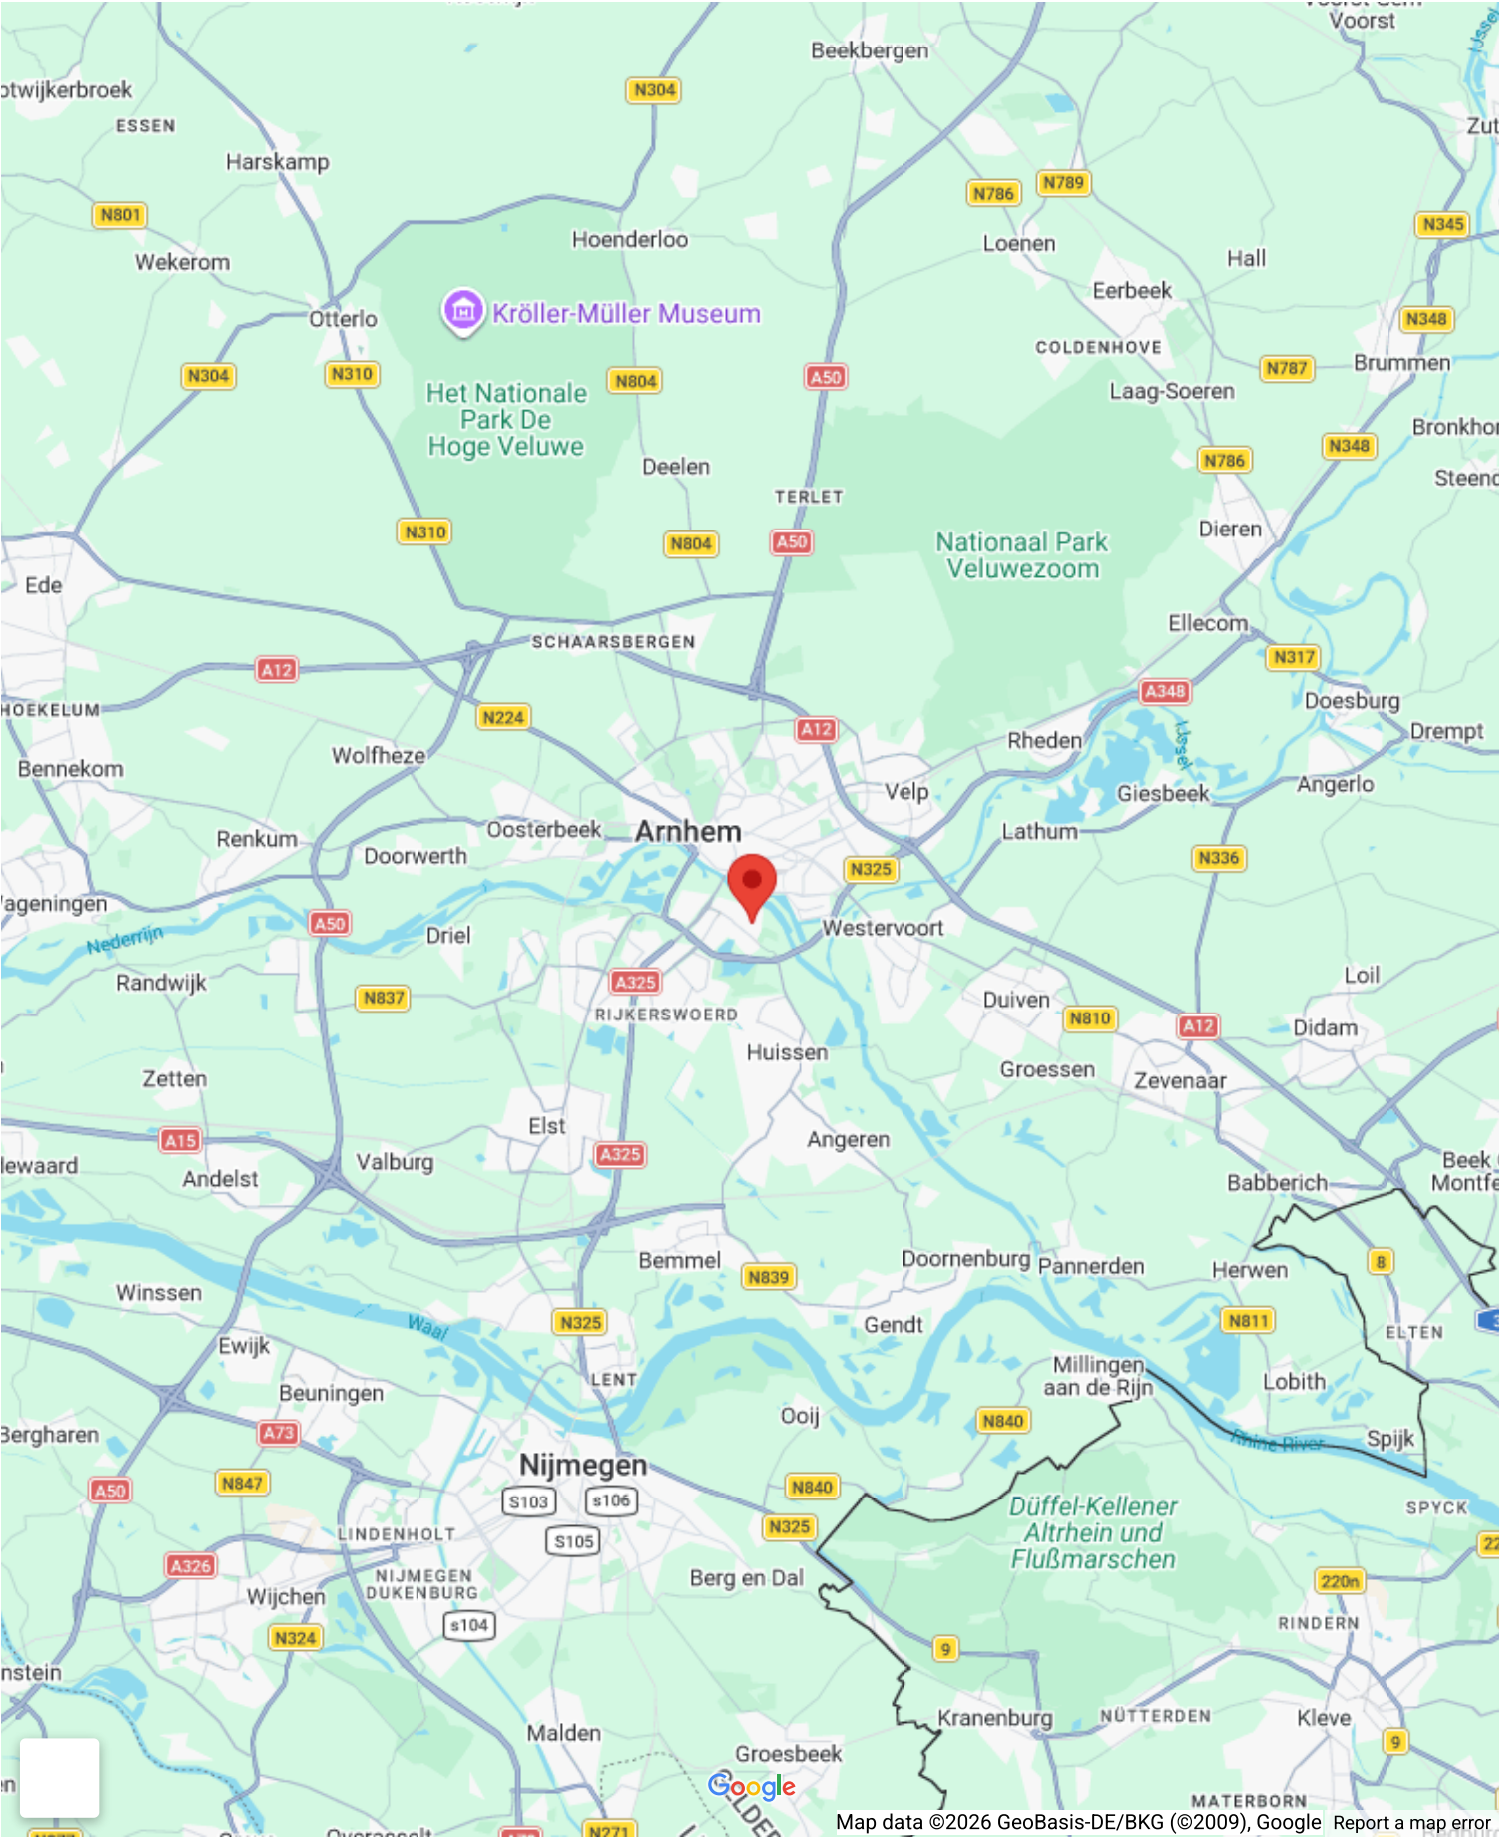 Voorst
Beekbergen
IJssel
N304
ESSEN
Harskamp
N789
N786
N801
N345
Hoenderloo
Loenen
Hall
Wekerom
Eerbeek
Kröller-Müller Museum
Otterlo
N348
COLDENHOVE
Brummen
N787
N304
N310
N804
A50
Het Nationale
Park De
Hoge Veluwe
Laag-Soeren
N348
N786
Deelen
TERLET
Dieren
N310
N804
A50
Nationaal Park
Veluwezoom
Ede
Ellecom
SCHAARSBERGEN
N317
A12
A348
Doesburg
HOEKELUM
N224
A12
IJssel
Drempt
Rheden
Wolfheze
Bennekom
Velp
Giesbeek
Angerlo
Oosterbeek
Arnhem
Lathum
Renkum
Doorwerth
N325
N336
A50
Westervoort
Nederrijn
Driel
Randwijk
A325
Loil
N837
Duiven
RIJKERSWOERD
N810
A12
Didam
Huissen
Groessen
Zetten
Zevenaar
Elst
A15
Angeren
A325
Valburg
Andelst
Beek
Babberich
Bemmel
Doornenburg
Pannerden
Herwen
8
N839
Winssen
N325
Waal
Gendt
N811
ELTEN
Ewijk
Millingen
aan de Rijn
LENT
Lobith
Beuningen
Ooij
N840
A73
Bergharen
Rhine River
Spijk
Nijmegen
N847
A50
N840
S103
s106
Düffel-Kellener
Altrhein und
Flußmarschen
SPYCK
N325
LINDENHOLT
S105
A326
NIJMEGEN
DUKENBURG
Berg en Dal
220n
Wijchen
s104
RINDERN
N324
9
Kranenburg
NÜTTERDEN
Kleve
Malden
9
Groesbeek
Google
MATERBORN
Map data ©2026 GeoBasis-DE/BKG (©2009), Google
Report a map error
N271